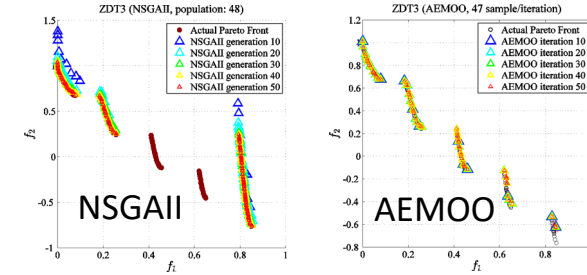 ZDT3 (NSGAII, population: 48)
1.5
1
0.5
0
-0.5
-1
f2
0
0.2
0.4
0.6
0.8
1
f1
Actual Pareto Front
NSGAII generation 10
NSGAII generation 20
NSGAII generation 30
NSGAII generation 40
NSGAII generation 50
NSGAII
ZDT3 (AEMOO, 47 sample/iteration)
1.2
1
0.8
0.6
0.4
0.2
0
-0.2
-0.4
-0.6
-0.8
f2
0
0.2
0.4
0.6
0.8
1
f1
Actual Pareto Front
AEMOO iteration 10
AEMOO iteration 20
AEMOO iteration 30
AEMOO iteration 40
AEMOO iteration 50
AEMOO